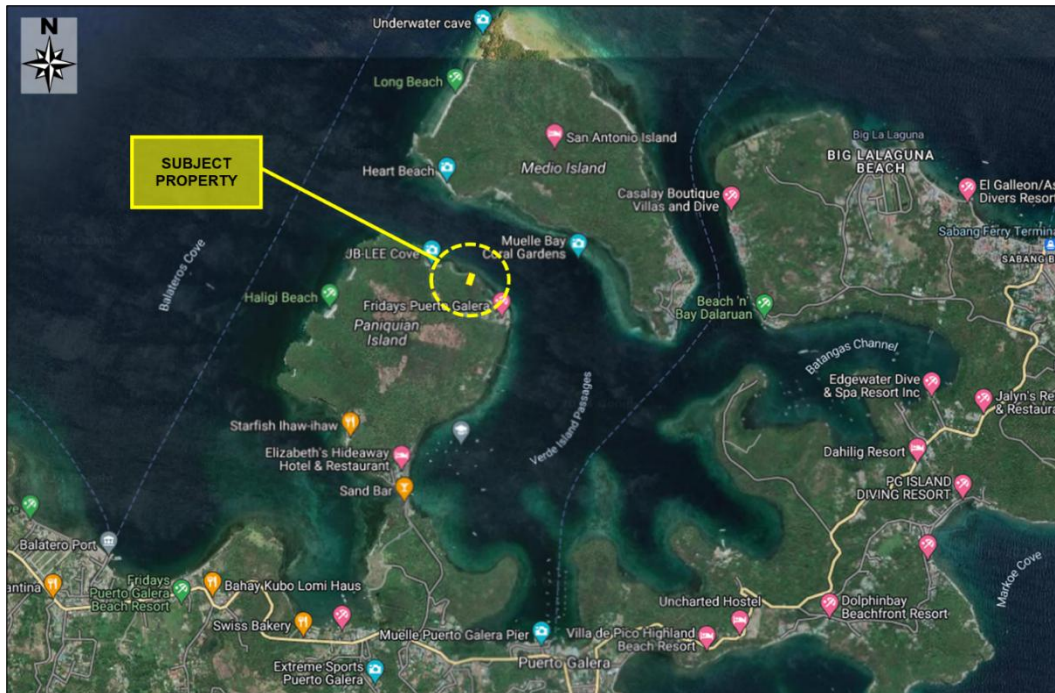 N
Underwater cave
Long Beach
San Antonio Island
Medio Island
Big La Laguna
BIG LALAGUNA
BEACH
SUBJECT
PROPERTY
Heart Beach
Casalay Boutique
Villas and Dive
El Galleon/As
Divers Resort
Sabang Ferry Termina
SABANG B
Muelle Bay
Coral Gardens
JB-LEE Cove
Balateros Cove
Haligi Beach
Fridays Puerto Galera
Paniquian
Island
Beach 'n'
Bay Dalaruan
Batangas Channel
Edgewater Dive
& Spa Resort Inc
Jalyn's Re
& Restaura
Starfish Ihaw-ihaw
Verde Island Passages
Elizabeth's Hideaway
Hotel & Restaurant
Dahilig Resort
Sand Bar
PG ISLAND
DIVING RESORT
Balatero Port
Markoe Cove
antina
Fridays
Puerto Galera
Beach Resort
Bahay Kubo Lomi Haus
Uncharted Hostel
Dolphinbay
Beachfront Resort
Swiss Bakery
Muelle Puerto Galera Pier
Villa de Pico Highland
Beach Resort
Puerto Galera
Extreme Sports
Puerto Galera